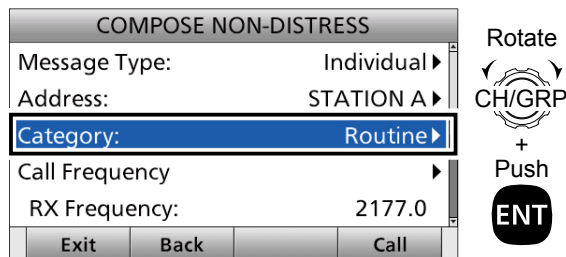 COMPOSE NON-DISTRESS
Message Type: Individual
Address: STATION A
Category: Routine
Call Frequency
RX Frequency: 2177.0
Exit Back Call
Rotate
CH/GRP
+
Push
ENT